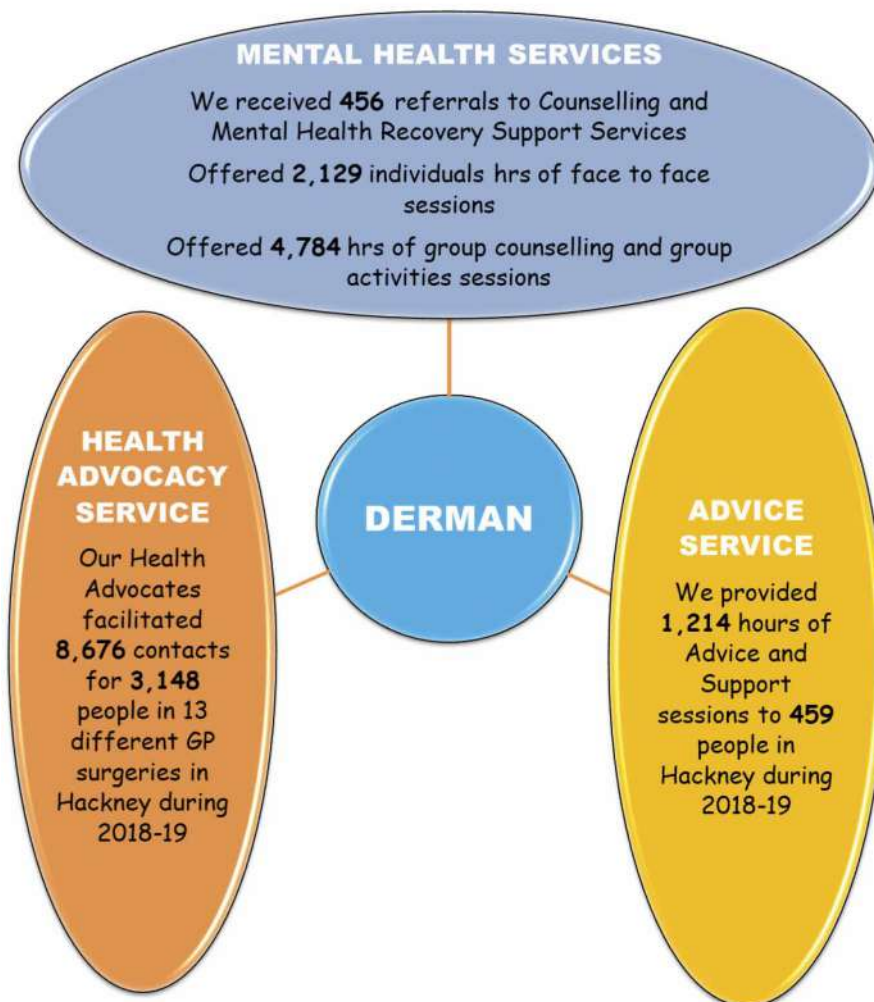 MENTAL HEALTH SERVICES
We received 456 referrals to Counselling and
Mental Health Recovery Support Services
Offered 2,129 individuals hrs of face to face
sessions
Offered 4,784 hrs of group counselling and group
activities sessions
HEALTH
ADVOCACY
SERVICE
Our Health
Advocates
facilitated
8,676 contacts
for 3,148
people in 13
different GP
surgeries in
Hackney during
2018-19
DERMAN
ADVICE
SERVICE
We provided
1,214 hours of
Advice and
Support
sessions to 459
people in
Hackney during
2018-19